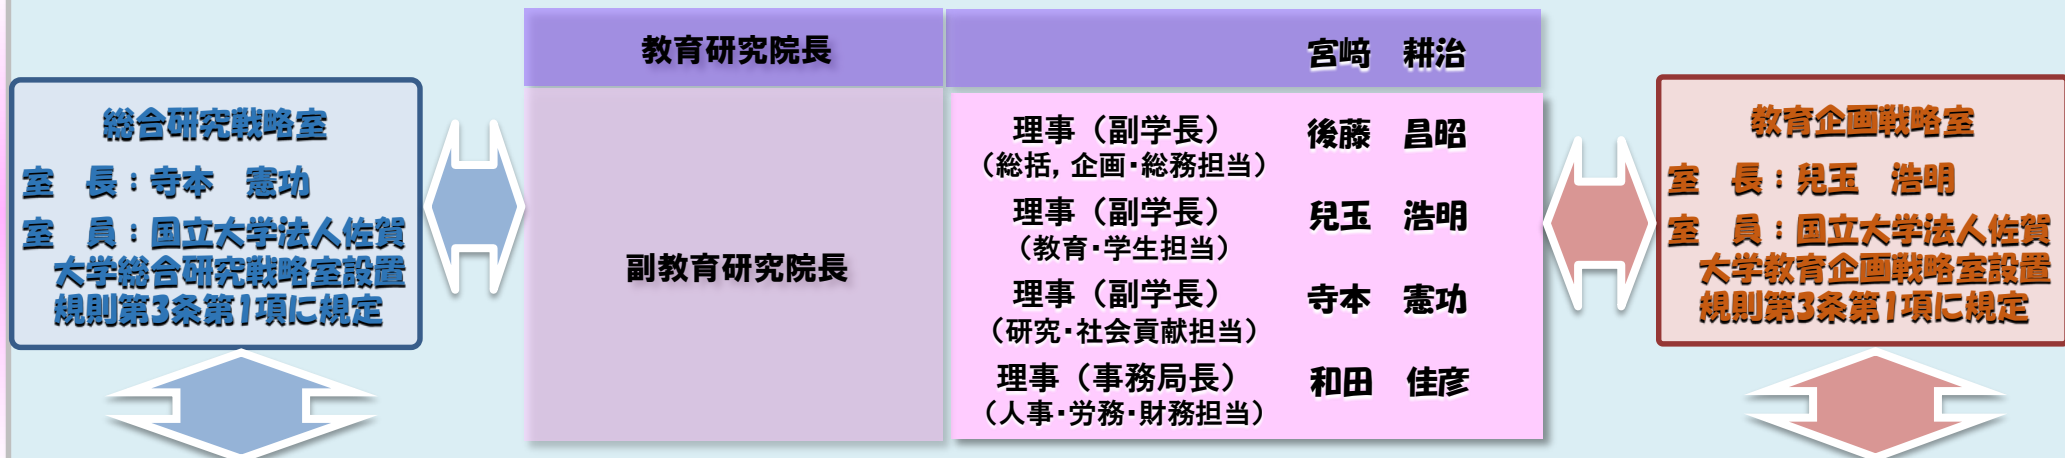 教育研究院長 宮﨑 耕治
副教育研究院長
理事（副学長） 後藤 昌昭
（総括，企画・総務担当）
理事（副学長） 兒玉 浩明
（教育・学生担当）
理事（副学長） 寺本 憲功
（研究・社会貢献担当）
理事（事務局長） 和田 佳彦
（人事・労務・財務担当）
総合研究戦略室
室 長：寺本 憲功
室 員：国立大学法人佐賀
大学総合研究戦略室設置
規則第3条第1項に規定
教育企画戦略室
室 長：兒玉 浩明
室 員：国立大学法人佐賀
大学教育企画戦略室設置
規則第3条第1項に規定